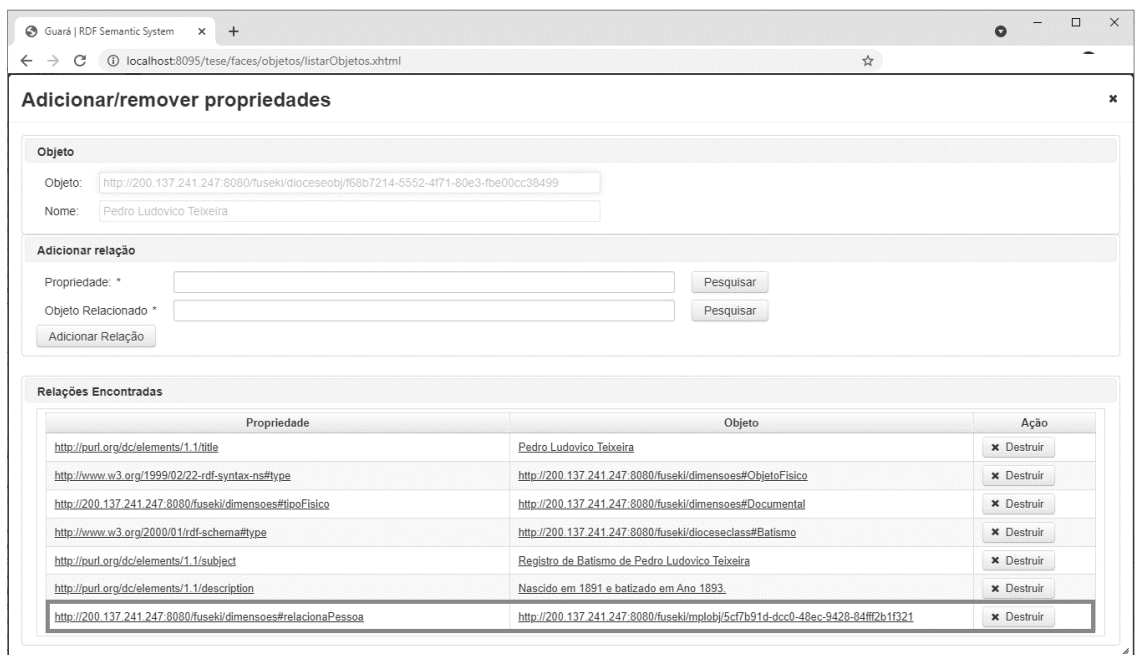 Guará | RDF Semantic System
localhost:8095/tese/faces/objetos/listarObjetos.xhtml
Adicionar/remover propriedades
Objeto
Objeto: http://200.137.241.247:8080/fuseki/dioceseobj/f68b7214-5552-4f71-80e3-fbe00cc38499
Nome: Pedro Ludovico Teixeira
Adicionar relação
Propriedade: * Pesquisar
Objeto Relacionado * Pesquisar
Adicionar Relação
Relações Encontradas
Propriedade Objeto Ação
http://purl.org/dc/elements/1.1/title Pedro Ludovico Teixeira Destruir
http://www.w3.org/1999/02/22-rdf-syntax-ns#type http://200.137.241.247:8080/fuseki/dimensoes#ObjetoFisico Destruir
http://200.137.241.247:8080/fuseki/dimensoes#tipoFisico http://200.137.241.247:8080/fuseki/dimensoes#Documental Destruir
http://www.w3.org/2000/01/rdf-schema#type http://200.137.241.247:8080/fuseki/dioceseclass#Batismo Destruir
http://purl.org/dc/elements/1.1/subject Registro de Batismo de Pedro Ludovico Teixeira Destruir
http://purl.org/dc/elements/1.1/description Nascido em 1891 e batizado em Ano 1893. Destruir
http://200.137.241.247:8080/fuseki/dimensoes#relacionaPessoa http://200.137.241.247:8080/fuseki/mplobj/5cf7b91d-dcc0-48ec-9428-84fff2b1f321 Destruir